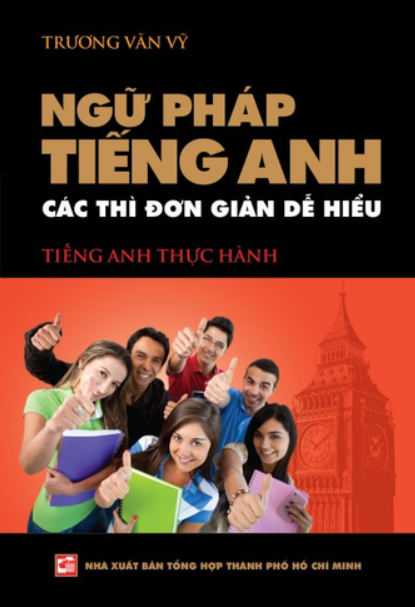 TRƯƠNG VĂN VỸ
NGỮ PHÁP
TIẾNG ANH
CÁC THÌ ĐƠN GIẢN DỄ HIỂU
TIẾNG ANH THỰC HÀNH
NHÀ XUẤT BẢN TỔNG HỢP THÀNH PHỐ HỒ CHÍ MINH